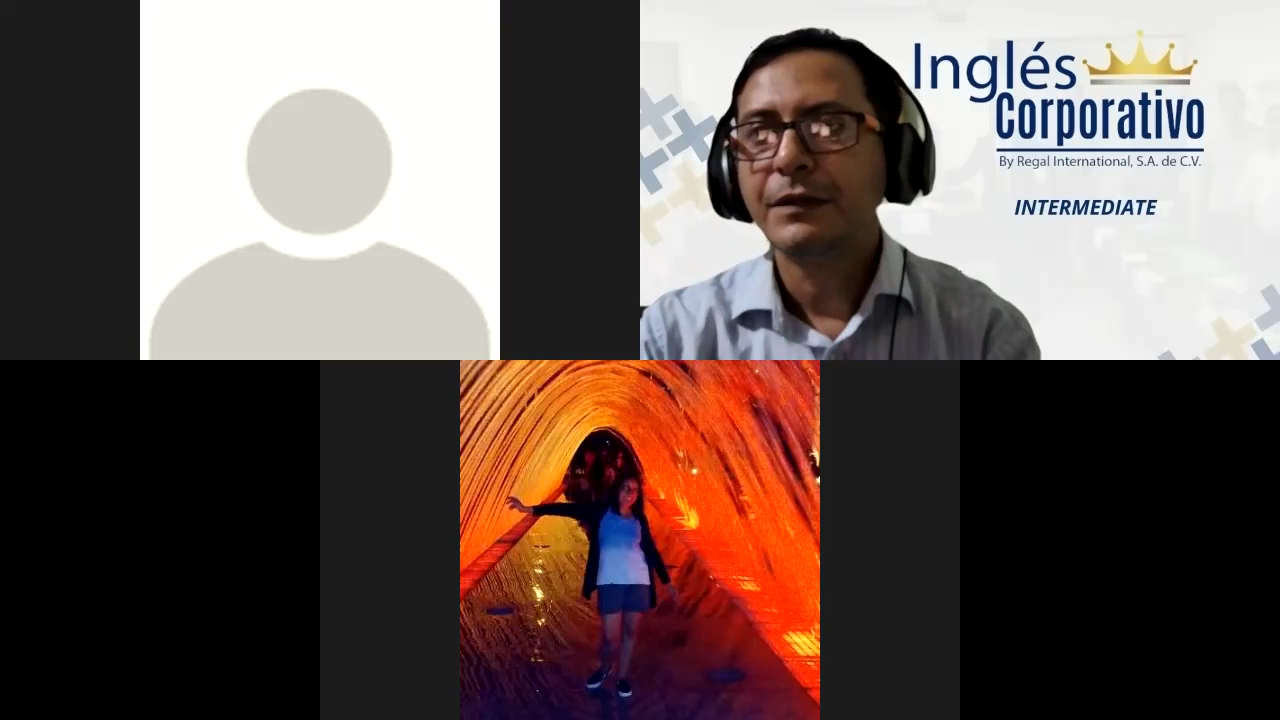 Inglés
Corporativo
By Regal International, S.A. de C.V.
INTERMEDIATE